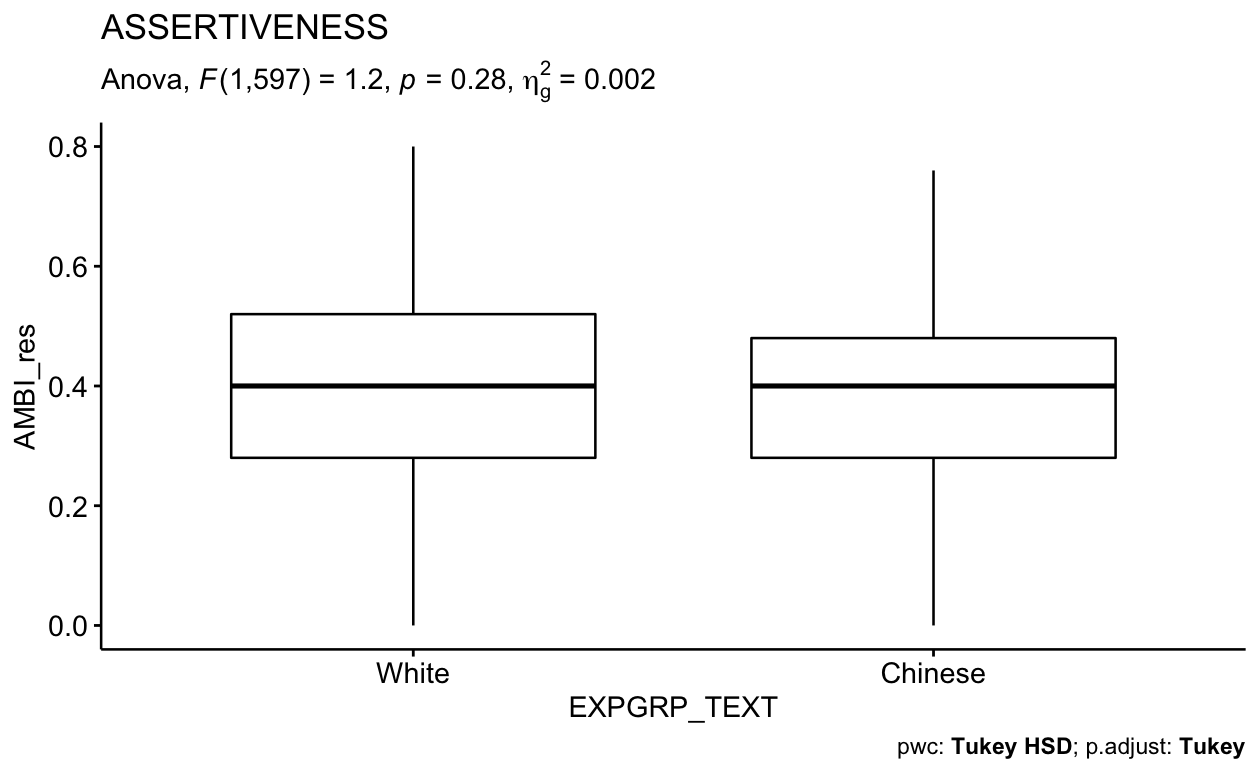 ASSERTIVENESS
Anova, F(1,597) = 1.2, p = 0.28, η²g = 0.002
0.8
0.6
0.4
0.2
0.0
AMBI_res
White Chinese
EXPGRP_TEXT
pwc: Tukey HSD; p.adjust: Tukey